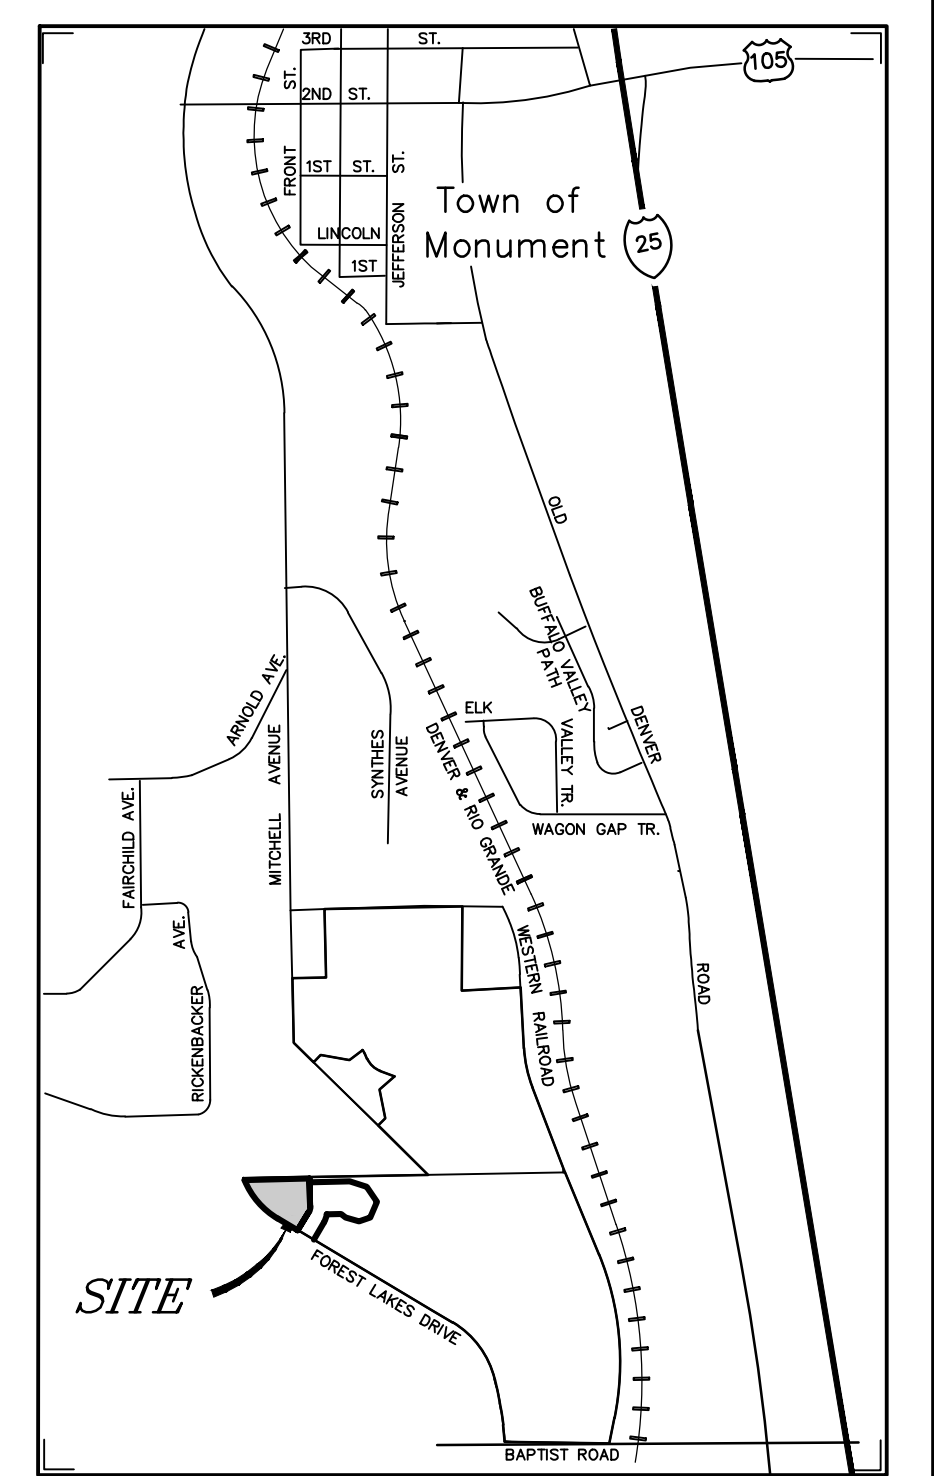 3RD ST.
105
ST.
2ND ST.
FRONT
1ST ST.
ST.
JEFFERSON
Town of
Monument
LINCOLN
25
1ST
OLD
BUFFALO VALLEY
PATH
ARNOLD AVE.
ELK
VALLEY TR.
DENVER
MITCHELL AVENUE
SYNTHES
AVENUE
DENVER & RIO GRANDE
WAGON GAP TR.
FAIRCHILD AVE.
AVE.
WESTERN RAILROAD
ROAD
RICKENBACKER
SITE
FOREST LAKES DRIVE
BAPTIST ROAD